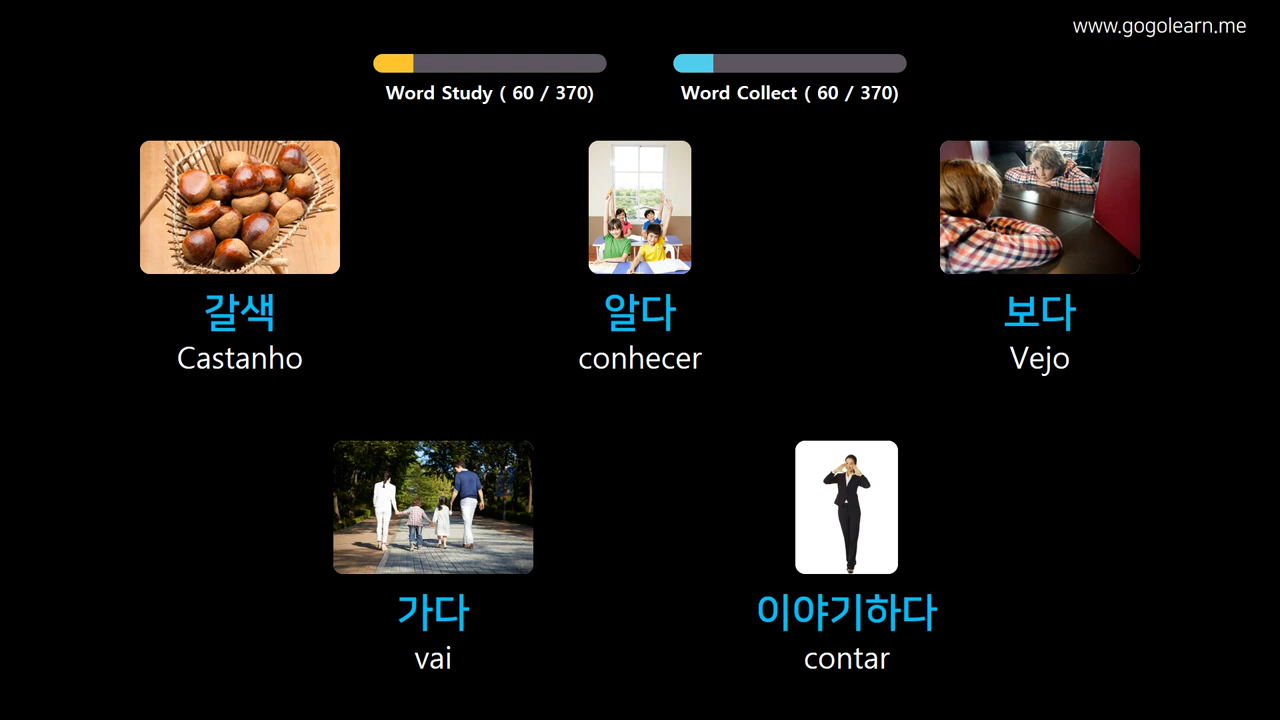 www.gogolearn.me
Word Study ( 60 / 370)
Word Collect ( 60 / 370)
갈색
Castanho
알다
conhecer
보다
Vejo
가다
vai
이야기하다
contar